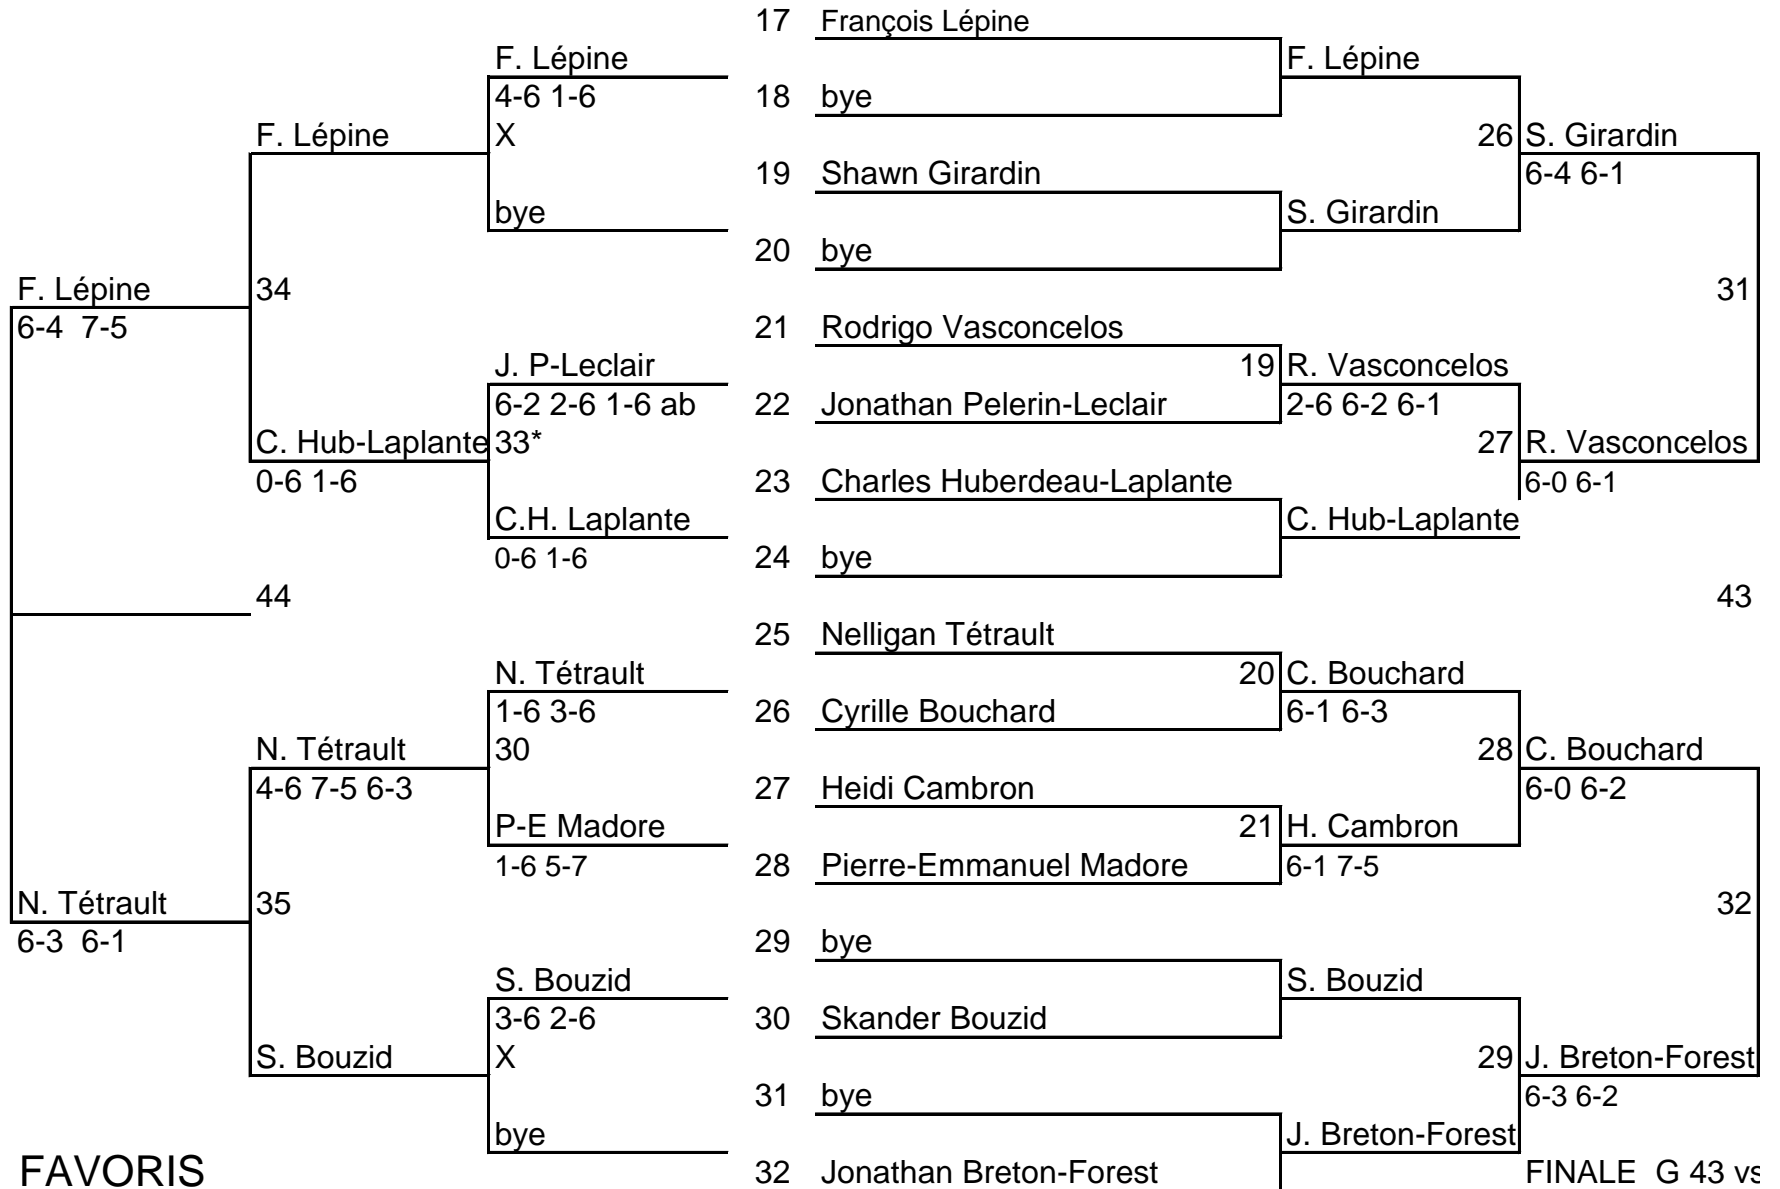 17 François Lépine
F. Lépine F. Lépine
4-6 1-6 18 bye
F. Lépine X 26 S. Girardin
19 Shawn Girardin 6-4 6-1
bye S. Girardin
20 bye
F. Lépine 34 31
6-4 7-5 21 Rodrigo Vasconcelos
J. P-Leclair 19 R. Vasconcelos
6-2 2-6 1-6 ab 22 Jonathan Pelerin-Leclair 2-6 6-2 6-1
C. Hub-Laplante 33* 27 R. Vasconcelos
0-6 1-6 23 Charles Huberdeau-Laplante 6-0 6-1
C.H. Laplante C. Hub-Laplante
0-6 1-6 24 bye
44 43
25 Nelligan Tétrault
N. Tétrault 20 C. Bouchard
1-6 3-6 26 Cyrille Bouchard 6-1 6-3
N. Tétrault 30 28 C. Bouchard
4-6 7-5 6-3 27 Heidi Cambron 6-0 6-2
P-E Madore 21 H. Cambron
1-6 5-7 28 Pierre-Emmanuel Madore 6-1 7-5
N. Tétrault 35 32
6-3 6-1 29 bye
S. Bouzid S. Bouzid
3-6 2-6 30 Skander Bouzid
S. Bouzid X 29 J. Breton-Forest
31 bye 6-3 6-2
bye J. Breton-Forest
FAVORIS 32 Jonathan Breton-Forest FINALE G 43 vs